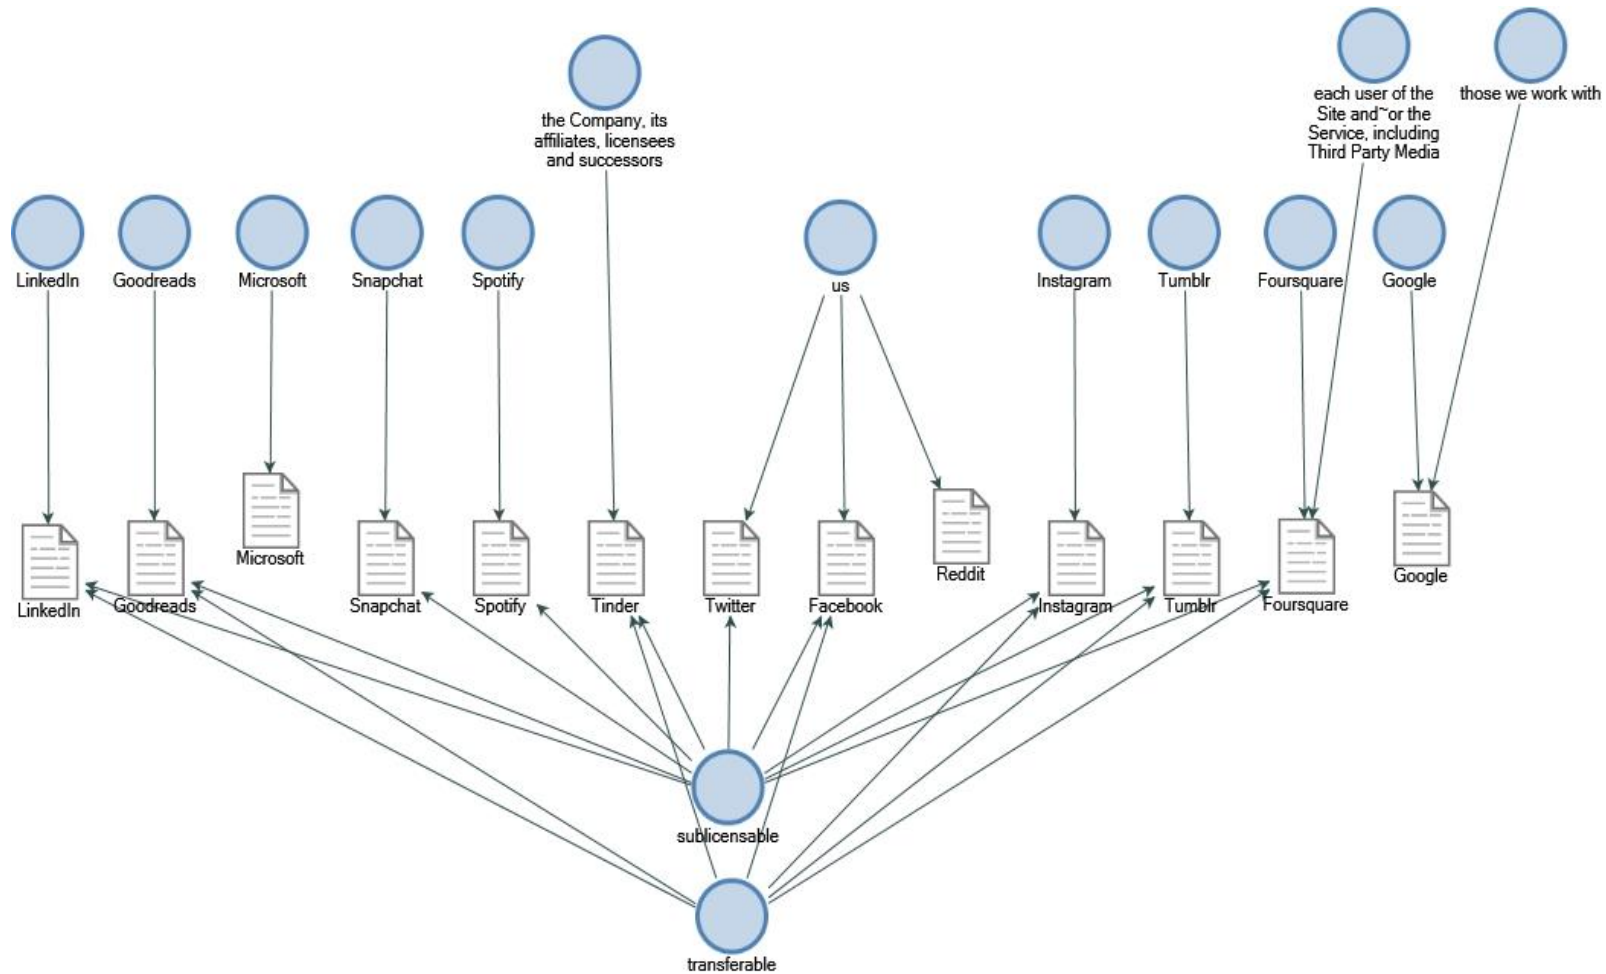 the Company, its
affiliates, licensees
and successors
each user of the
Site and~or the
Service, including
Third Party Media
those we work with
LinkedIn
Goodreads
Microsoft
Snapchat
Spotify
us
Instagram
Tumblr
Foursquare
Google
LinkedIn
Goodreads
Microsoft
Snapchat
Spotify
Tinder
Twitter
Facebook
Reddit
Instagram
Tumblr
Foursquare
Google
sublicensable
transferable